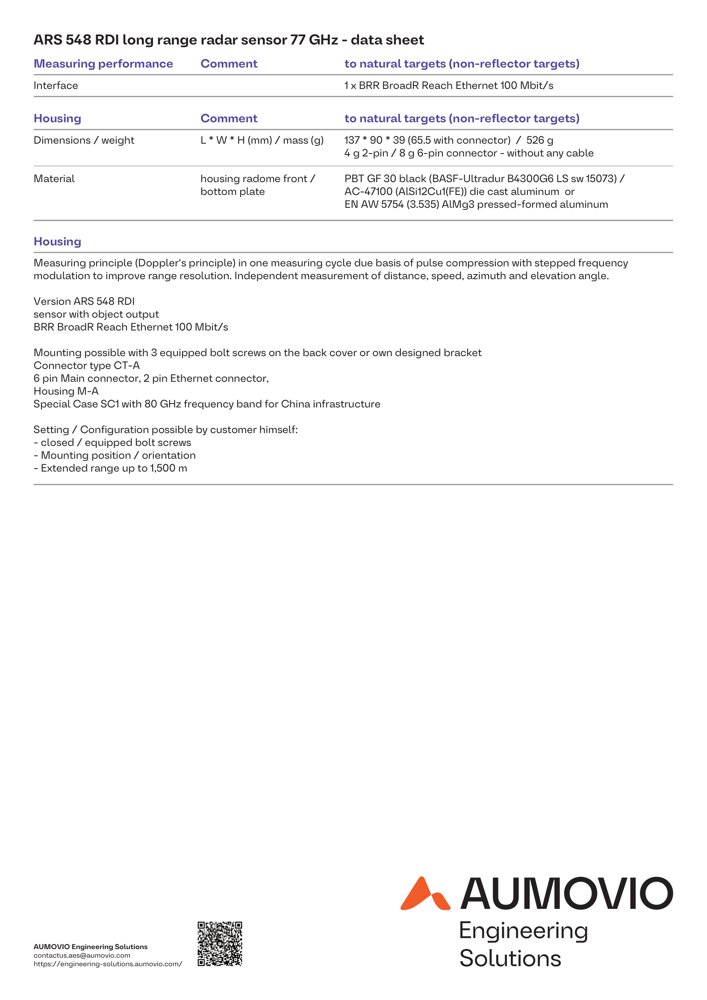 ARS 548 RDI long range radar sensor 77 GHz - data sheet
Measuring performance Comment to natural targets (non-reflector targets)
Interface 1 x BRR BroadR Reach Ethernet 100 Mbit/s
Housing Comment to natural targets (non-reflector targets)
Dimensions / weight L * W * H (mm) / mass (g) 137 * 90 * 39 (65.5 with connector) / 526 g
4 g 2-pin / 8 g 6-pin connector - without any cable
Material housing radome front / PBT GF 30 black (BASF-Ultradur B4300G6 LS sw 15073) /
bottom plate AC-47100 (AlSi12Cu1(FE)) die cast aluminum or
EN AW 5754 (3.535) AlMg3 pressed-formed aluminum
Housing
Measuring principle (Doppler‘s principle) in one measuring cycle due basis of pulse compression with stepped frequency
modulation to improve range resolution. Independent measurement of distance, speed, azimuth and elevation angle.
Version ARS 548 RDI
sensor with object output
BRR BroadR Reach Ethernet 100 Mbit/s
Mounting possible with 3 equipped bolt screws on the back cover or own designed bracket
Connector type CT-A
6 pin Main connector, 2 pin Ethernet connector,
Housing M-A
Special Case SC1 with 80 GHz frequency band for China infrastructure
Setting / Configuration possible by customer himself:
- closed / equipped bolt screws
- Mounting position / orientation
- Extended range up to 1,500 m
AUMOVIO
Engineering
Solutions
AUMOVIO Engineering Solutions
contactus.aes@aumovio.com
https://engineering-solutions.aumovio.com/